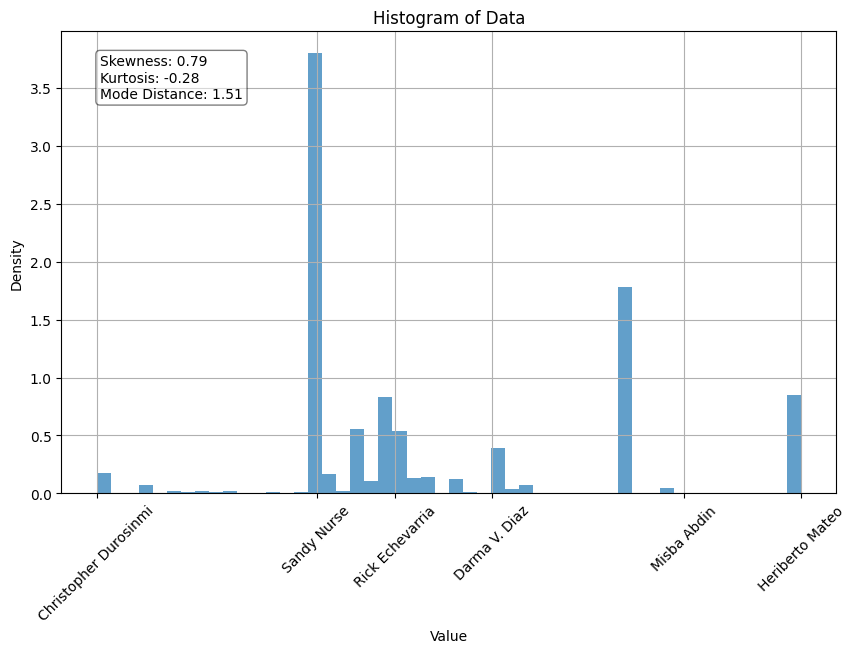 Histogram of Data
Skewness: 0.79
Kurtosis: -0.28
Mode Distance: 1.51
Density
3.5
3.0
2.5
2.0
1.5
1.0
0.5
0.0
Christopher Durosinmi
Sandy Nurse
Rick Echevarria
Darma V. Diaz
Misba Abdin
Heriberto Mateo
Value